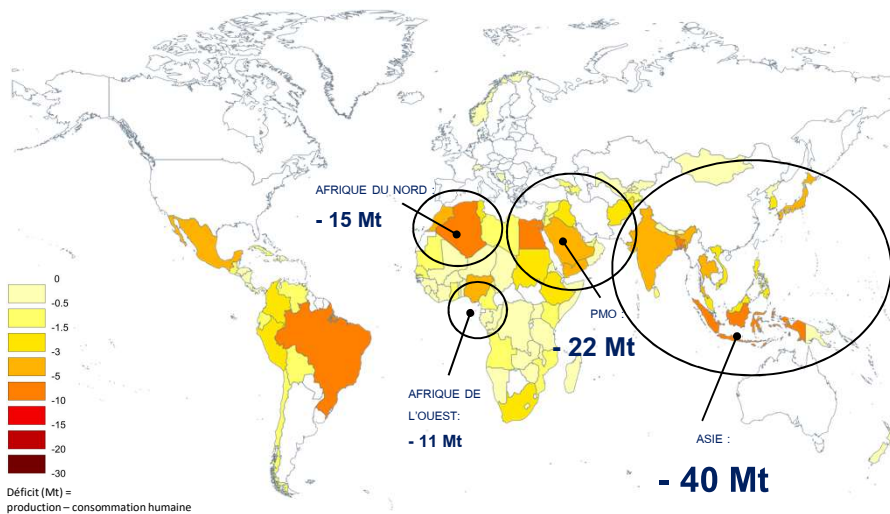 AFRIQUE DU NORD :
- 15 Mt
PMO :
- 22 Mt
AFRIQUE DE
L'OUEST:
- 11 Mt
ASIE :
- 40 Mt
0
-0.5
-1.5
-3
-5
-10
-15
-20
-30
Déficit (Mt) =
production – consommation humaine